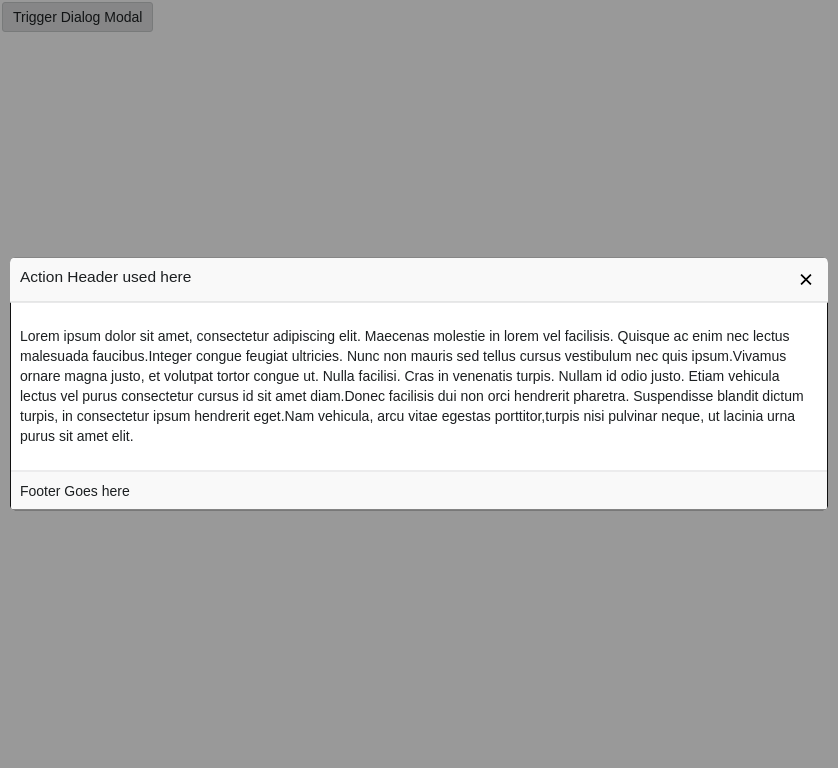 Trigger Dialog Modal
Action Header used here
Lorem ipsum dolor sit amet, consectetur adipiscing elit. Maecenas molestie in lorem vel facilisis. Quisque ac enim nec lectus
malesuada faucibus.Integer congue feugiat ultricies. Nunc non mauris sed tellus cursus vestibulum nec quis ipsum.Vivamus
ornare magna justo, et volutpat tortor congue ut. Nulla facilisi. Cras in venenatis turpis. Nullam id odio justo. Etiam vehicula
lectus vel purus consectetur cursus id sit amet diam.Donec facilisis dui non orci hendrerit pharetra. Suspendisse blandit dictum
turpis, in consectetur ipsum hendrerit eget.Nam vehicula, arcu vitae egestas porttitor,turpis nisi pulvinar neque, ut lacinia urna
purus sit amet elit.
Footer Goes here